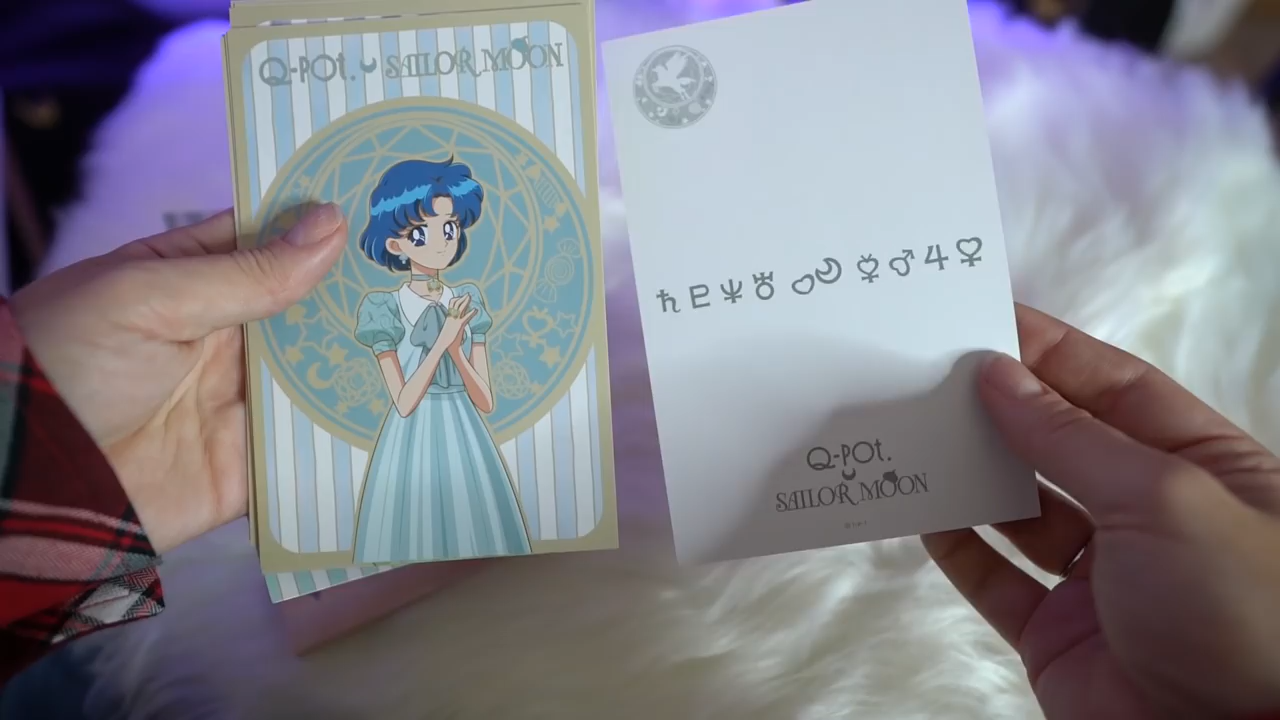 Q-POT. SAILOR MOON
♄ ♇ ♆ ♅ ☿ ♂ ♃ ♀
Q-POT.
SAILOR MOON